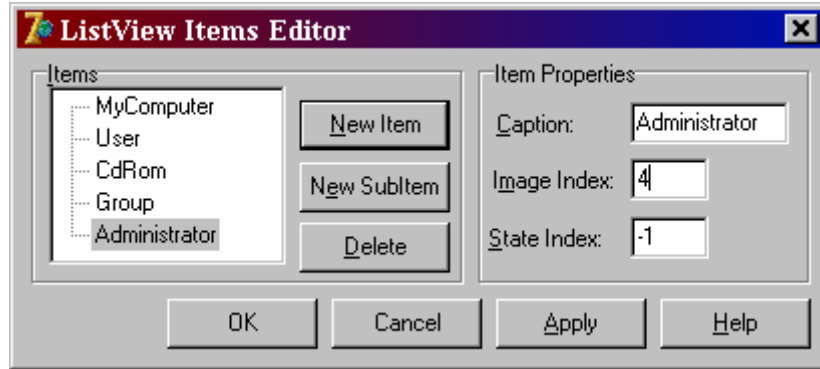 ListView Items Editor
Items
MyComputer
User
CdRom
Group
Administrator
New Item
New SubItem
Delete
Item Properties
Caption: Administrator
Image Index: 4
State Index: -1
OK Cancel Apply Help